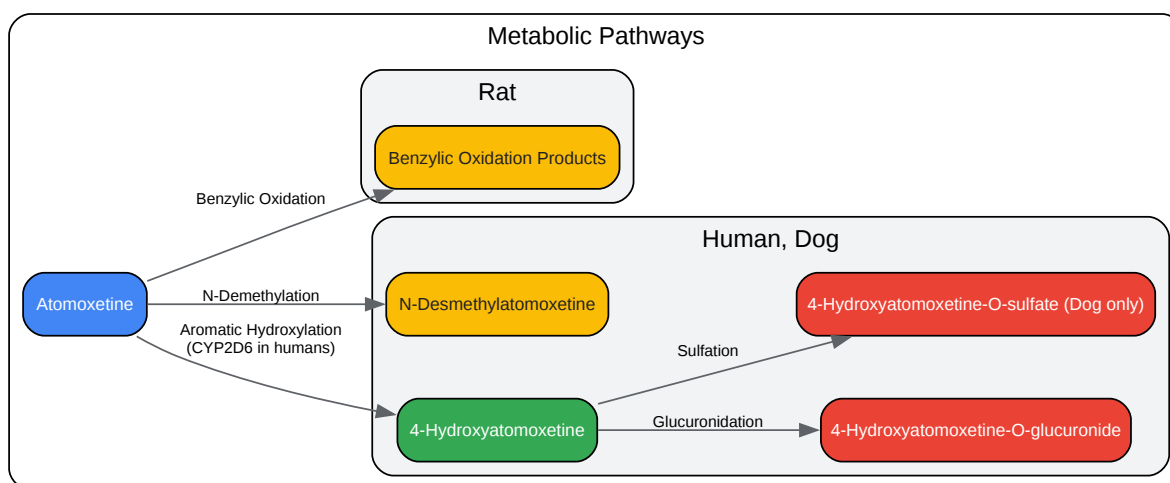 Metabolic Pathways
Rat
Benzylic Oxidation Products
Benzylic Oxidation
Human, Dog
Atomoxetine
N-Demethylation
N-Desmethylatomoxetine
4-Hydroxyatomoxetine-O-sulfate (Dog only)
Aromatic Hydroxylation
(CYP2D6 in humans)
Sulfation
4-Hydroxyatomoxetine
Glucuronidation
4-Hydroxyatomoxetine-O-glucuronide